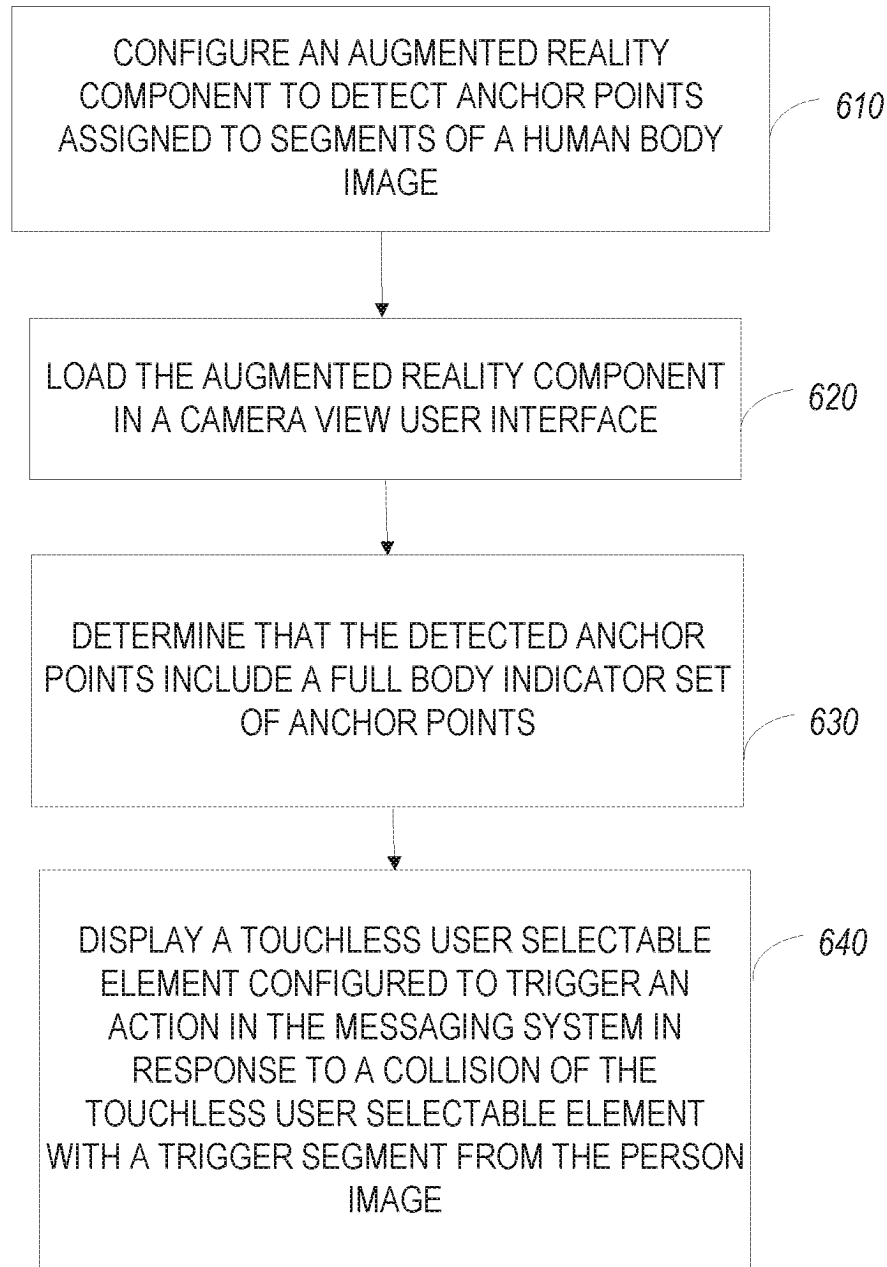 CONFIGURE AN AUGMENTED REALITY
COMPONENT TO DETECT ANCHOR POINTS
ASSIGNED TO SEGMENTS OF A HUMAN BODY
IMAGE
610
LOAD THE AUGMENTED REALITY COMPONENT
IN A CAMERA VIEW USER INTERFACE
620
DETERMINE THAT THE DETECTED ANCHOR
POINTS INCLUDE A FULL BODY INDICATOR SET
OF ANCHOR POINTS
630
DISPLAY A TOUCHLESS USER SELECTABLE
ELEMENT CONFIGURED TO TRIGGER AN
ACTION IN THE MESSAGING SYSTEM IN
RESPONSE TO A COLLISION OF THE
TOUCHLESS USER SELECTABLE ELEMENT
WITH A TRIGGER SEGMENT FROM THE PERSON
IMAGE
640